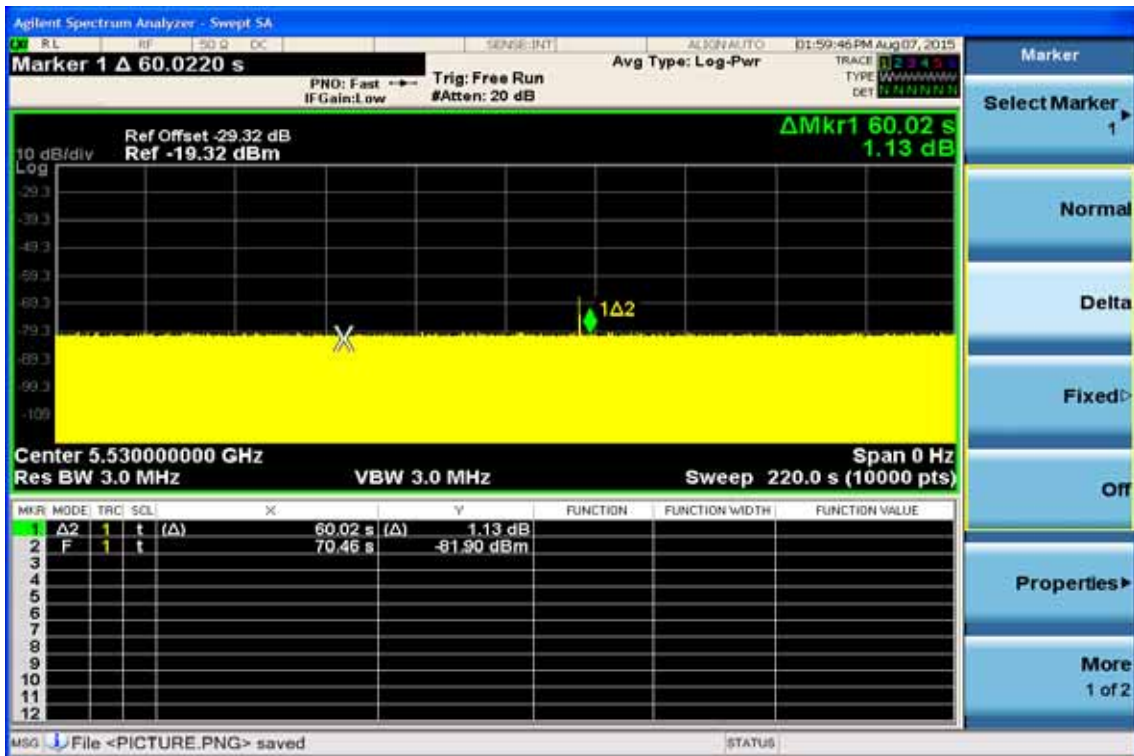 Agilent Spectrum Analyzer - Swept SA
LXI RL RF 50 Ω DC SENSE:INT ALIGN AUTO 01:59:46 PM Aug 07, 2015
Marker 1 Δ 60.0220 s
PNO: Fast
IFGain:Low
Trig: Free Run
#Atten: 20 dB
Avg Type: Log-Pwr
TRACE 1 2 3 4 5 6
TYPE
DET N N N N N N
ΔMkr1 60.02 s
1.13 dB
Ref Offset -29.32 dB
10 dB/div Ref -19.32 dBm
Log
-29.3
-39.3
-49.3
-59.3
-69.3
-79.3
-89.3
-99.3
-109
1Δ2
Center 5.530000000 GHz Span 0 Hz
Res BW 3.0 MHz VBW 3.0 MHz Sweep 220.0 s (10000 pts)
MKR MODE TRC SCL X Y FUNCTION FUNCTION WIDTH FUNCTION VALUE
1 Δ2 1 t (Δ) 60.02 s (Δ) 1.13 dB
2 F 1 t 70.46 s -81.90 dBm
3
4
5
6
7
8
9
10
11
12
MSG File <PICTURE.PNG> saved STATUS
Marker
Select Marker
1
Normal
Delta
Fixed
Off
Properties
More
1 of 2